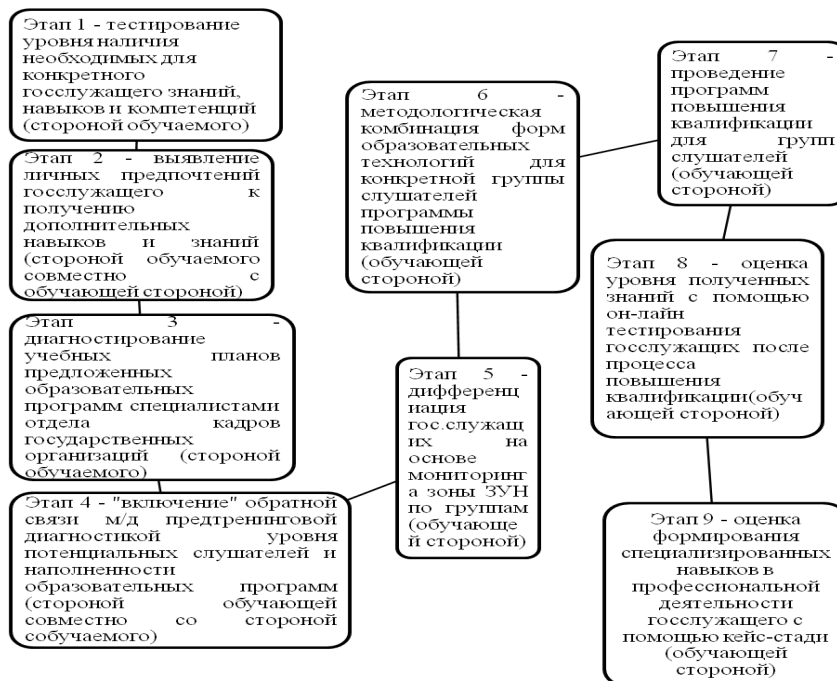 Этап 1 - тестирование
уровня наличия
необходимых для
конкретного
госслужащего знаний,
навыков и компетенций
(стороной обучаемого)
Этап 2 - выявление
личных предпочтений
госслужащего к
получению
дополнительных
навыков и знаний
(стороной обучаемого
совместно с
обучающей стороной)
Этап 3 -
диагностирование
учебных планов
предложенных
образовательных
программ специалистами
отдела кадров
государственных
организаций (стороной
обучаемого)
Этап 4 - "включение" обратной
связи м/д предтренинговой
диагностикой уровня
потенциальных слушателей и
наполненности
образовательных программ
(стороной обучающей
совместно со стороной
собучаемого)
Этап 5 -
дифференц
иация
гос.служащ
их на
основе
мониторинг
а зоны ЗУН
по группам
(обучающе
й стороной)
Этап 6 -
методологическая
комбинация форм
образовательных
технологий для
конкретной группы
слушателей
программы
повышения
квалификации
(обучающей
стороной)
Этап 7 -
проведение
программ
повышения
квалификации
для групп
слушателей
(обучающей
стороной)
Этап 8 - оценка
уровня полученных
знаний с помощью
он-лайн
тестирования
госслужащих после
процесса
повышения
квалификации(обуч
ающей стороной)
Этап 9 - оценка
формирования
специализированных
навыков в
профессиональной
деятельности
госслужащего с
помощью кейс-стади
(обучающей
стороной)